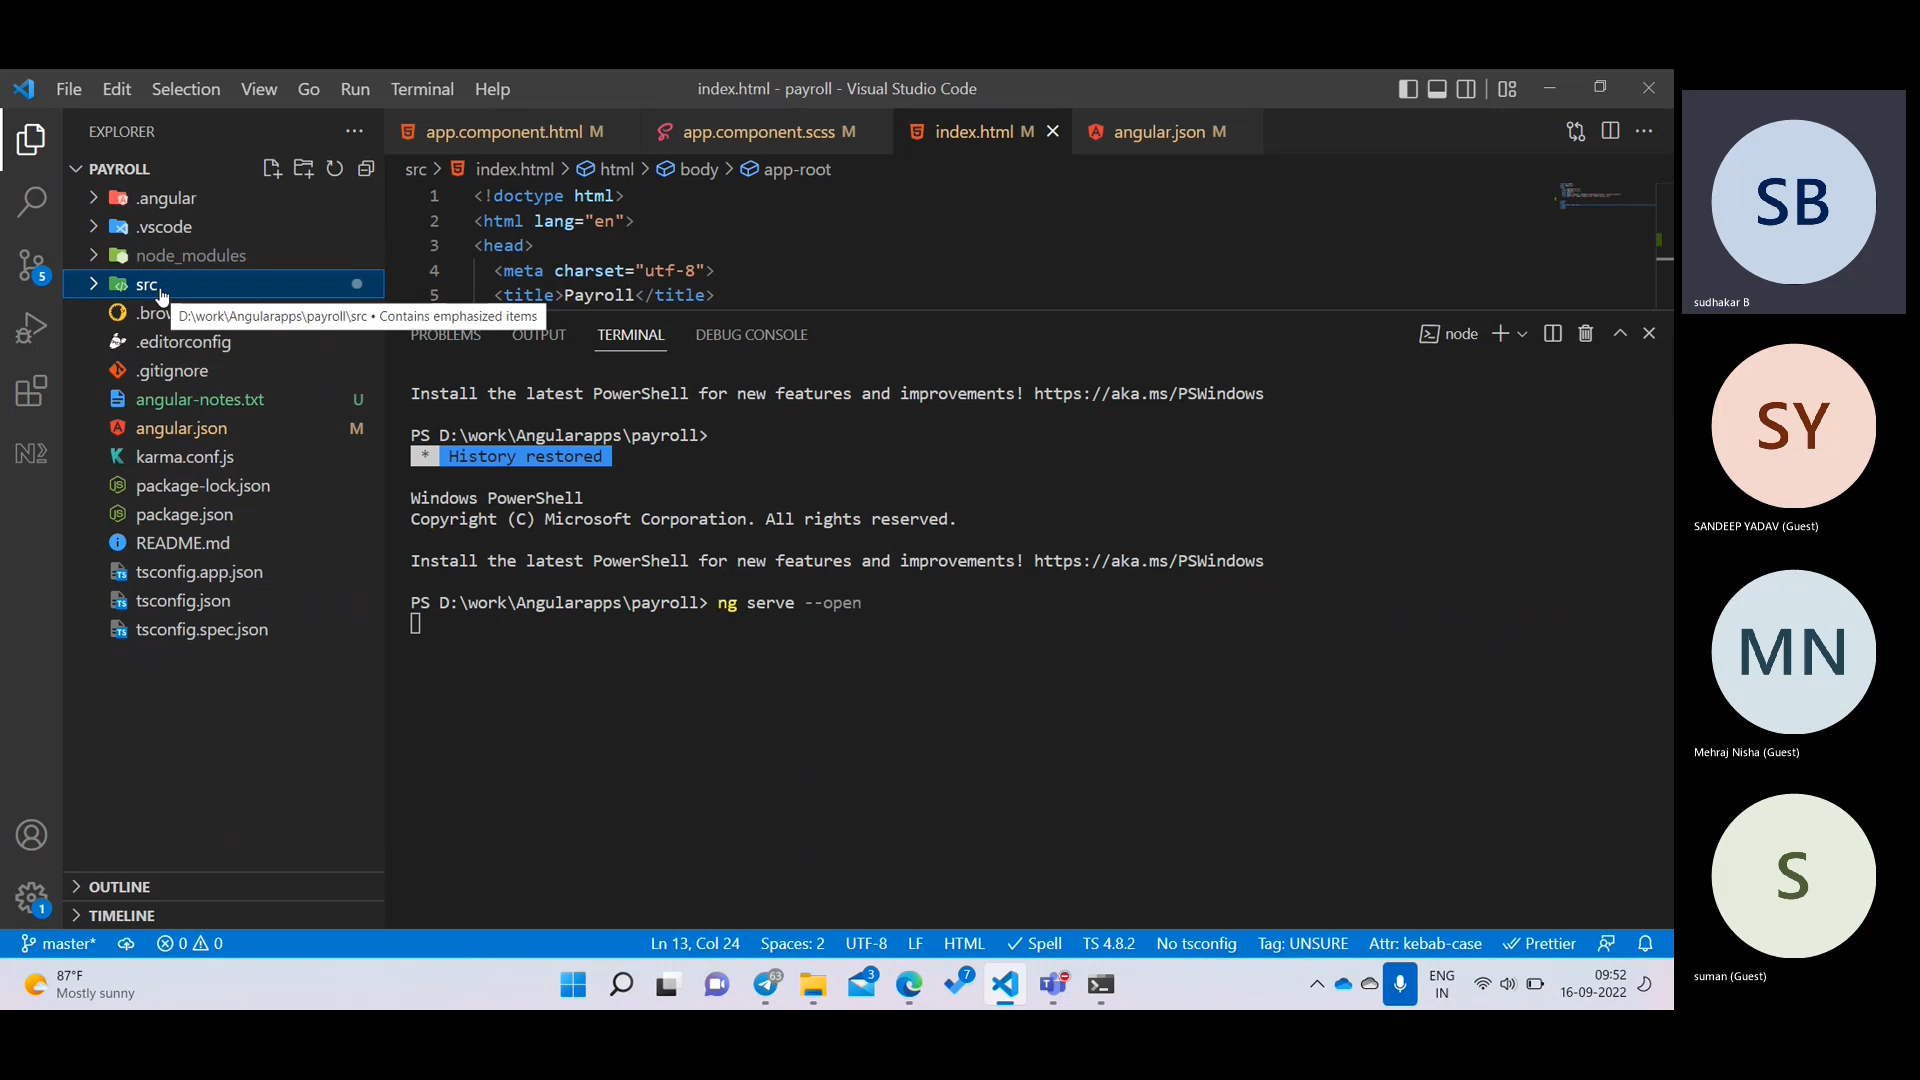 File Edit Selection View Go Run Terminal Help
index.html - payroll - Visual Studio Code
EXPLORER
PAYROLL
.angular
.vscode
node_modules
src
.brow
.editorconfig
.gitignore
angular-notes.txt U
angular.json M
karma.conf.js
package-lock.json
package.json
README.md
tsconfig.app.json
tsconfig.json
tsconfig.spec.json
OUTLINE
TIMELINE
5
1
D:\work\Angularapps\payroll\src • Contains emphasized items
app.component.html M
app.component.scss M
index.html M
angular.json M
src > index.html > html > body > app-root
1 <!doctype html>
2 <html lang="en">
3 <head>
4 <meta charset="utf-8">
5 <title>Payroll</title>
PROBLEMS OUTPUT TERMINAL DEBUG CONSOLE
node
Install the latest PowerShell for new features and improvements! https://aka.ms/PSWindows
PS D:\work\Angularapps\payroll>
* History restored
Windows PowerShell
Copyright (C) Microsoft Corporation. All rights reserved.
Install the latest PowerShell for new features and improvements! https://aka.ms/PSWindows
PS D:\work\Angularapps\payroll> ng serve --open
master* 0 0
Ln 13, Col 24 Spaces: 2 UTF-8 LF HTML Spell TS 4.8.2 No tsconfig Tag: UNSURE Attr: kebab-case Prettier
87°F
Mostly sunny
63
3
7
ENG
IN
09:52
16-09-2022
SB
sudhakar B
SY
SANDEEP YADAV (Guest)
MN
Mehraj Nisha (Guest)
S
suman (Guest)